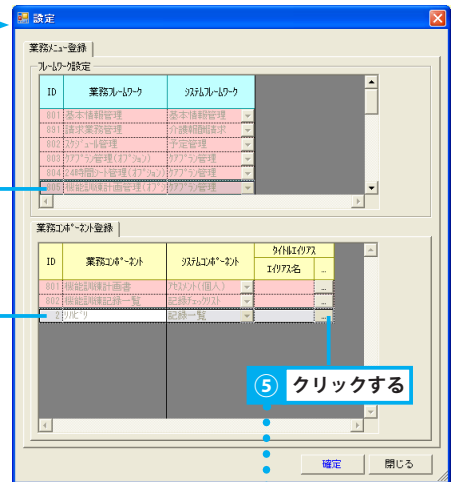 設定
業務ﾒﾆｭｰ登録
ﾌﾚｰﾑﾜｰｸ設定
ID 業務ﾌﾚｰﾑﾜｰｸ ｼｽﾃﾑﾌﾚｰﾑﾜｰｸ
801 基本情報管理 基本情報管理
891 請求業務管理 介護報酬請求
802 ｽｹｼﾞｭｰﾙ管理 予定管理
803 ｹｱﾌﾟﾗﾝ管理(ｵﾌﾟｼｮﾝ) ｹｱﾌﾟﾗﾝ管理
804 24時間ｼｰﾄ管理(ｵﾌﾟｼｮﾝ) ｹｱﾌﾟﾗﾝ管理
805 機能訓練計画管理(ｵﾌﾟｼ ｹｱﾌﾟﾗﾝ管理
業務ｺﾝﾎﾟｰﾈﾝﾄ登録
ID 業務ｺﾝﾎﾟｰﾈﾝﾄ ｼｽﾃﾑｺﾝﾎﾟｰﾈﾝﾄ ﾀｲﾄﾙｴｲﾘｱｽ
ｴｲﾘｱｽ名 ...
801 機能訓練計画書 ｱｾｽﾒﾝﾄ(個人) ...
802 機能訓練記録一覧 記録ﾁｪｯｸﾘｽﾄ ...
2 ﾘﾊﾋﾞﾘ 記録一覧 ...
⑤ クリックする
確定 閉じる